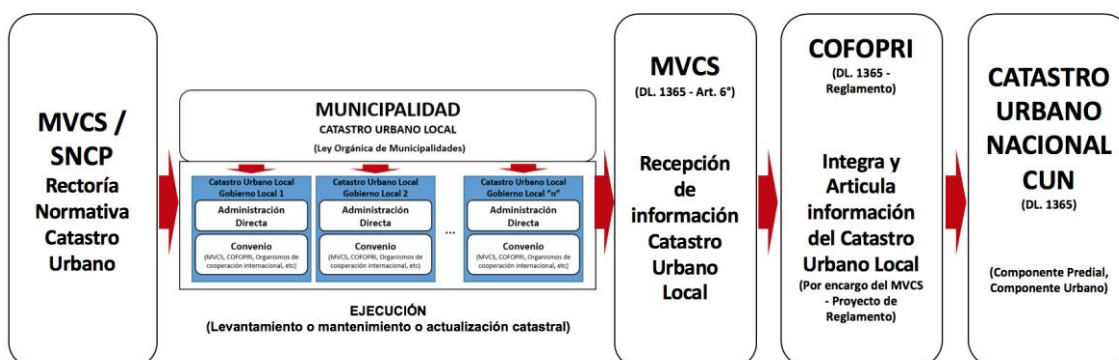 MVCS /
SNCP
Rectoría
Normativa
Catastro
Urbano
MUNICIPALIDAD
CATASTRO URBANO LOCAL
(Ley Orgánica de Municipalidades)
Catastro Urbano Local
Gobierno Local 1
Administración
Directa
Convenio
(MVCS, COFOPRI, Organismos de
cooperación internacional, etc)
Catastro Urbano Local
Gobierno Local 2
Administración
Directa
Convenio
(MVCS, COFOPRI, Organismos de
cooperación internacional, etc)
...
Catastro Urbano Local
Gobierno Local "n"
Administración
Directa
Convenio
(MVCS, COFOPRI, Organismos de
cooperación internacional, etc)
EJECUCIÓN
(Levantamiento o mantenimiento o actualización catastral)
MVCS
(DL. 1365 - Art. 6°)
Recepción
de
información
Catastro
Urbano
Local
COFOPRI
(DL. 1365 -
Reglamento)
Integra y
Articula
información
del Catastro
Urbano Local
(Por encargo del MVCS
- Proyecto de
Reglamento)
CATASTRO
URBANO
NACIONAL
CUN
(DL. 1365)
(Componente Predial,
Componente Urbano)